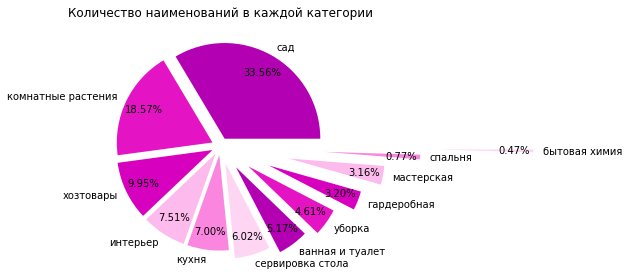 Количество наименований в каждой категории
сад
33.56%
комнатные растения
18.57%
хозтовары
9.95%
интерьер
7.51%
кухня
7.00%
сервировка стола
6.02%
ванная и туалет
5.17%
уборка
4.61%
гардеробная
3.20%
мастерская
3.16%
спальня
0.77%
бытовая химия
0.47%